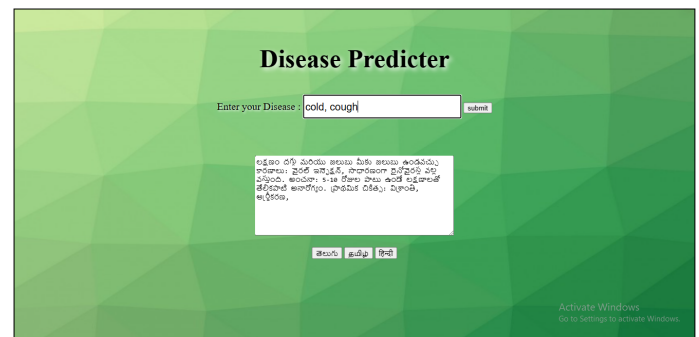 Disease Predicter
Enter your Disease : cold, cough submit
లక్షణం దగ్గు మరియు జలుబు మీకు జలుబు ఉండవచ్చు
కారణాలు: వైరల్ ఇన్ఫెక్షన్, సాధారణంగా రైనోవైరస్ వల్ల
వస్తుంది. అంచనా: 5-10 రోజుల పాటు ఉండే లక్షణాలతో
తేలికపాటి అనారోగ్యం. ప్రాథమిక చికిత్స: విశ్రాంతి,
ఆర్ద్రీకరణ,
తెలుగు தமிழ் हिन्दी
Activate Windows
Go to Settings to activate Windows.